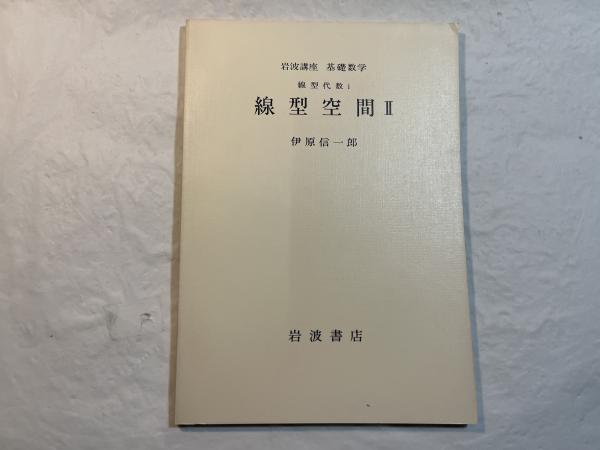 岩波講座 基礎数学
線型代数 i
線型空間 II
伊原信一郎
岩波書店